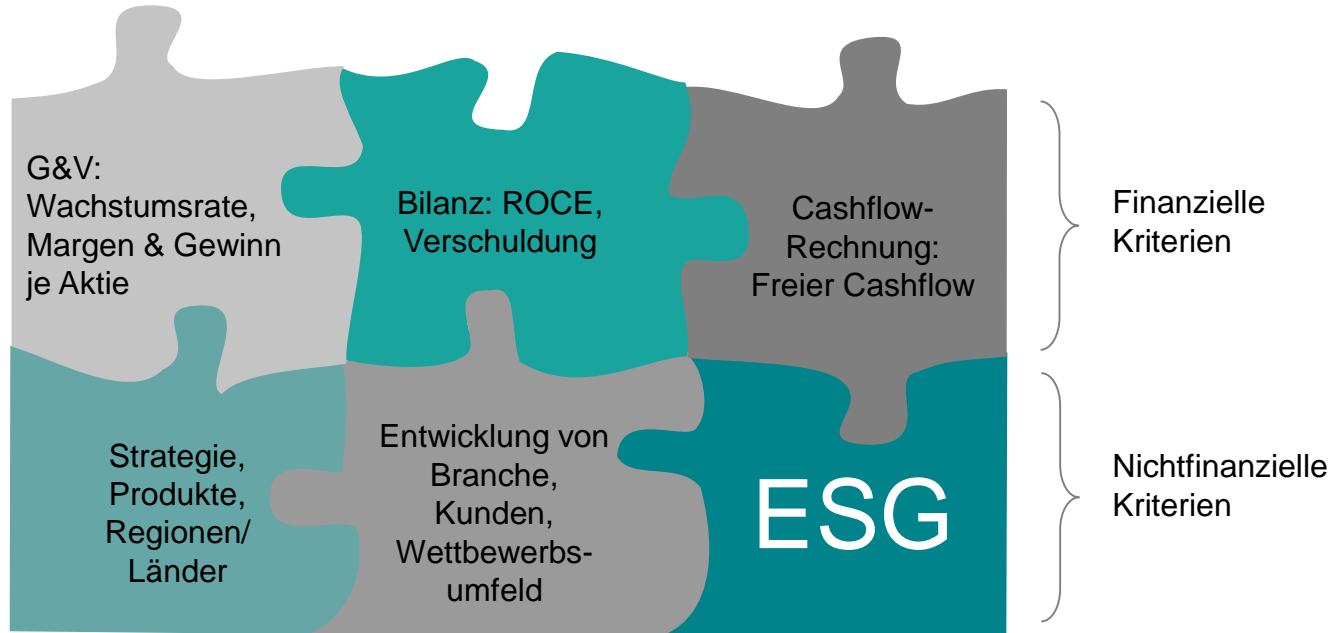 G&V:
Wachstumsrate,
Margen & Gewinn
je Aktie
Bilanz: ROCE,
Verschuldung
Cashflow-
Rechnung:
Freier Cashflow
Finanzielle
Kriterien
Strategie,
Produkte,
Regionen/
Länder
Entwicklung von
Branche,
Kunden,
Wettbewerbs-
umfeld
ESG
Nichtfinanzielle
Kriterien